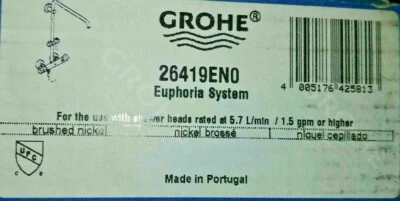 GROHE®
26419EN0
Euphoria System
4 005176 425813
For the use with shower heads rated at 5.7 L/min / 1.5 gpm or higher
brushed nickel nickel brossé níquel cepillado
UPC
C B
Made in Portugal